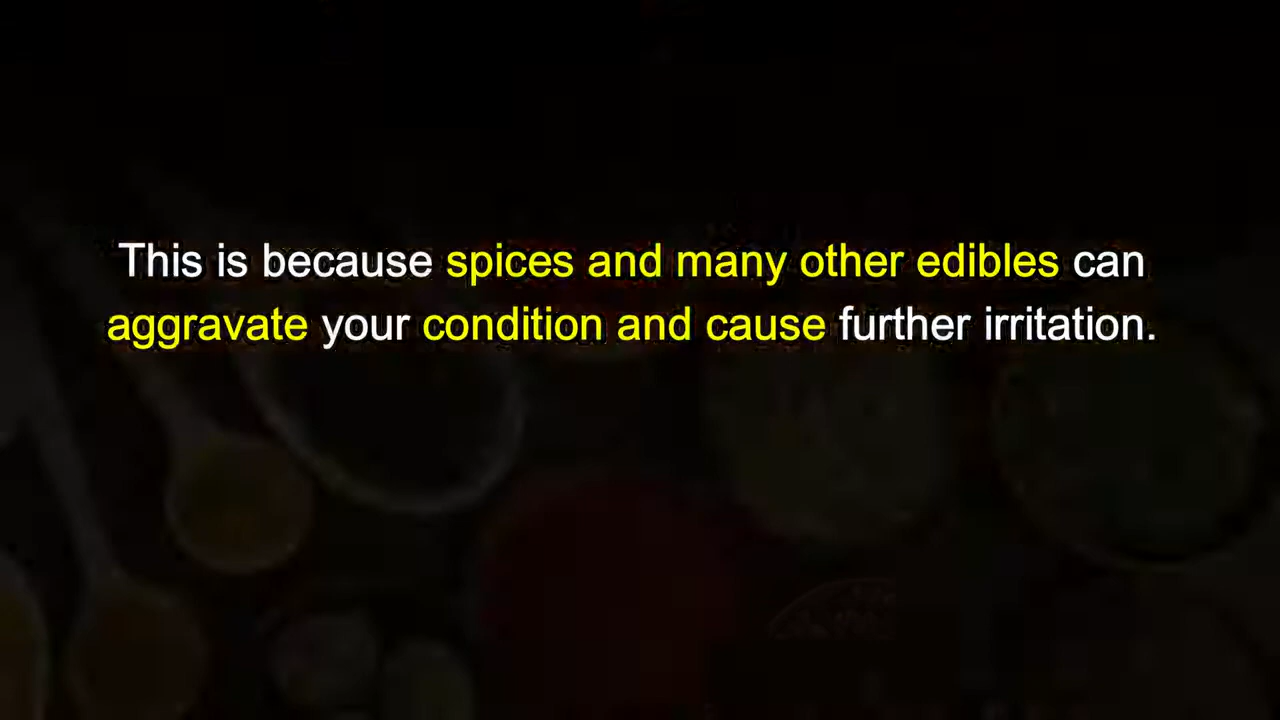 This is because spices and many other edibles can
aggravate your condition and cause further irritation.